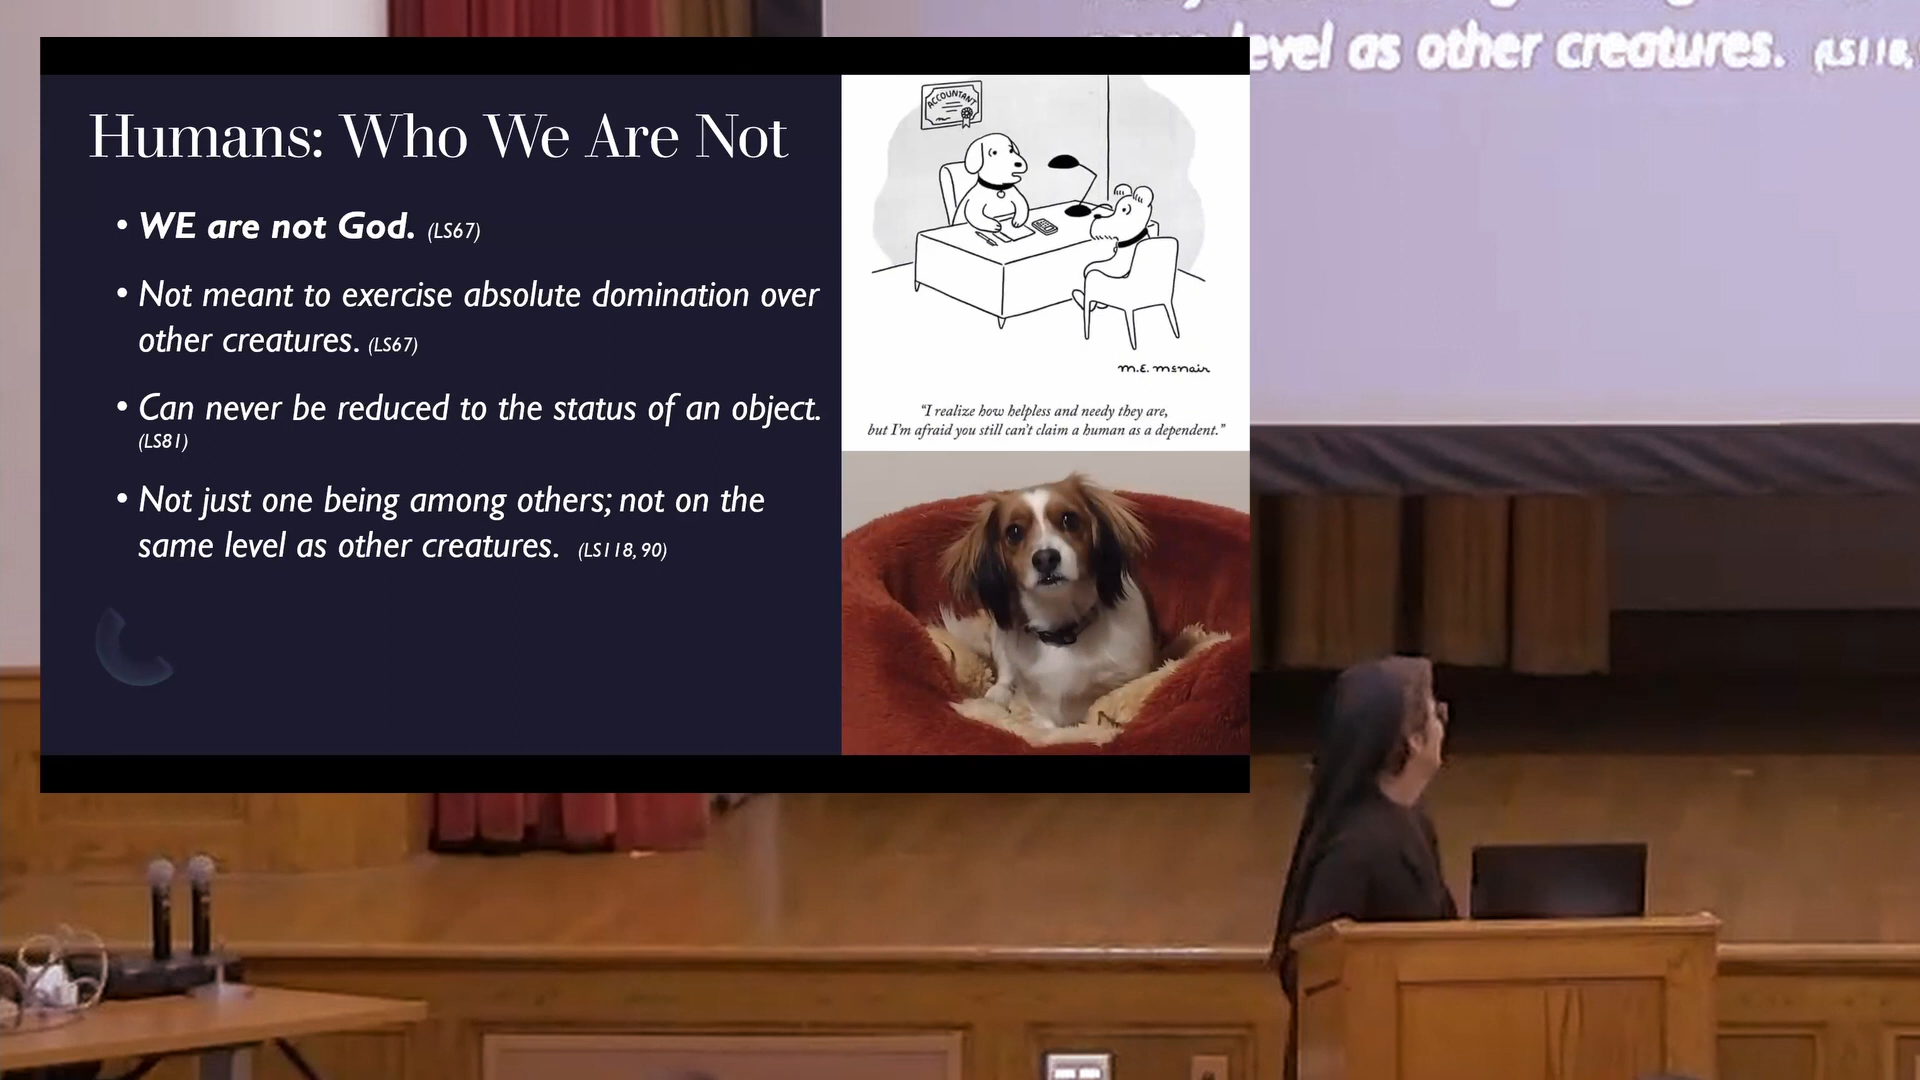 Humans: Who We Are Not
• WE are not God. (LS67)
• Not meant to exercise absolute domination over
other creatures. (LS67)
• Can never be reduced to the status of an object.
(LS81)
• Not just one being among others; not on the
same level as other creatures. (LS118, 90)
ACCOUNTANT
M.E. McNair
“I realize how helpless and needy they are,
but I’m afraid you still can’t claim a human as a dependent.”
level as other creatures. (LS118,